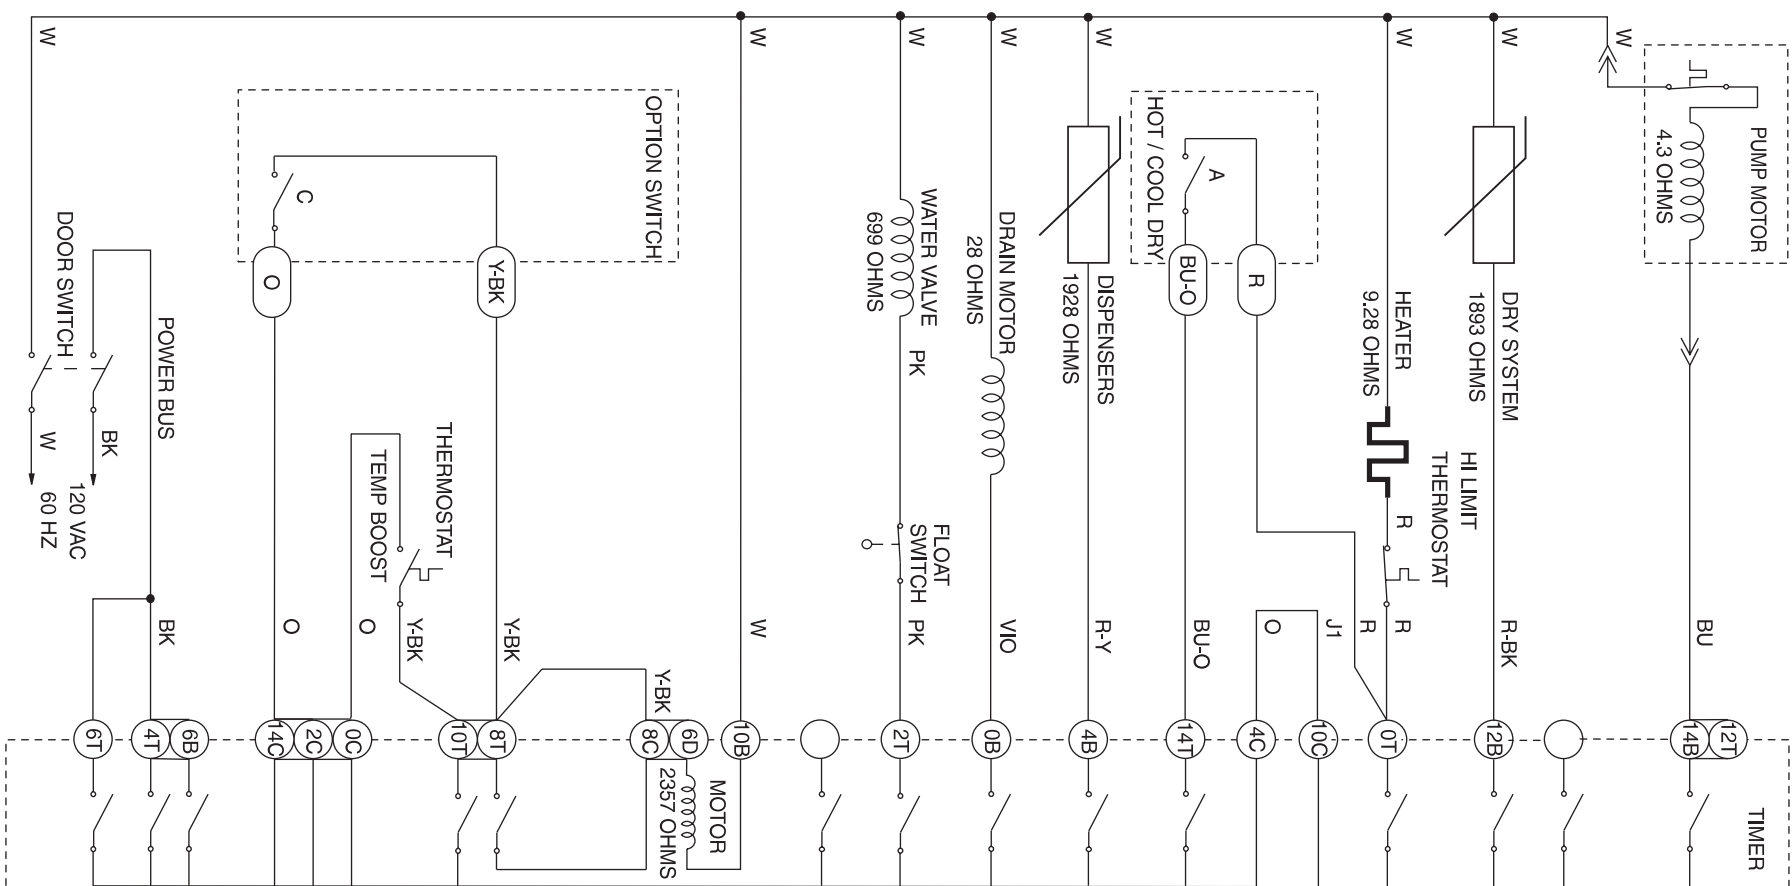 W
W
W
W
W
W
W
W
PUMP MOTOR
4.3 OHMS
OPTION SWITCH
C
O
Y-BK
HOT / COOL DRY
A
BU-O
R
WATER VALVE
699 OHMS
DRAIN MOTOR
28 OHMS
DISPENSERS
1928 OHMS
HEATER
9.28 OHMS
DRY SYSTEM
1893 OHMS
DOOR SWITCH
POWER BUS
BK
W
120 VAC
60 HZ
THERMOSTAT
TEMP BOOST
PK
FLOAT
SWITCH
HI LIMIT
THERMOSTAT
R
BK
O
O
Y-BK
Y-BK
W
PK
VIO
R-Y
BU-O
O
J1
R
R
R-BK
BU
Y-BK
6T
4T
6B
14C
2C
0C
10T
8T
8C
6D
10B
2T
0B
4B
14T
4C
10C
0T
12B
14B
12T
MOTOR
2357 OHMS
TIMER